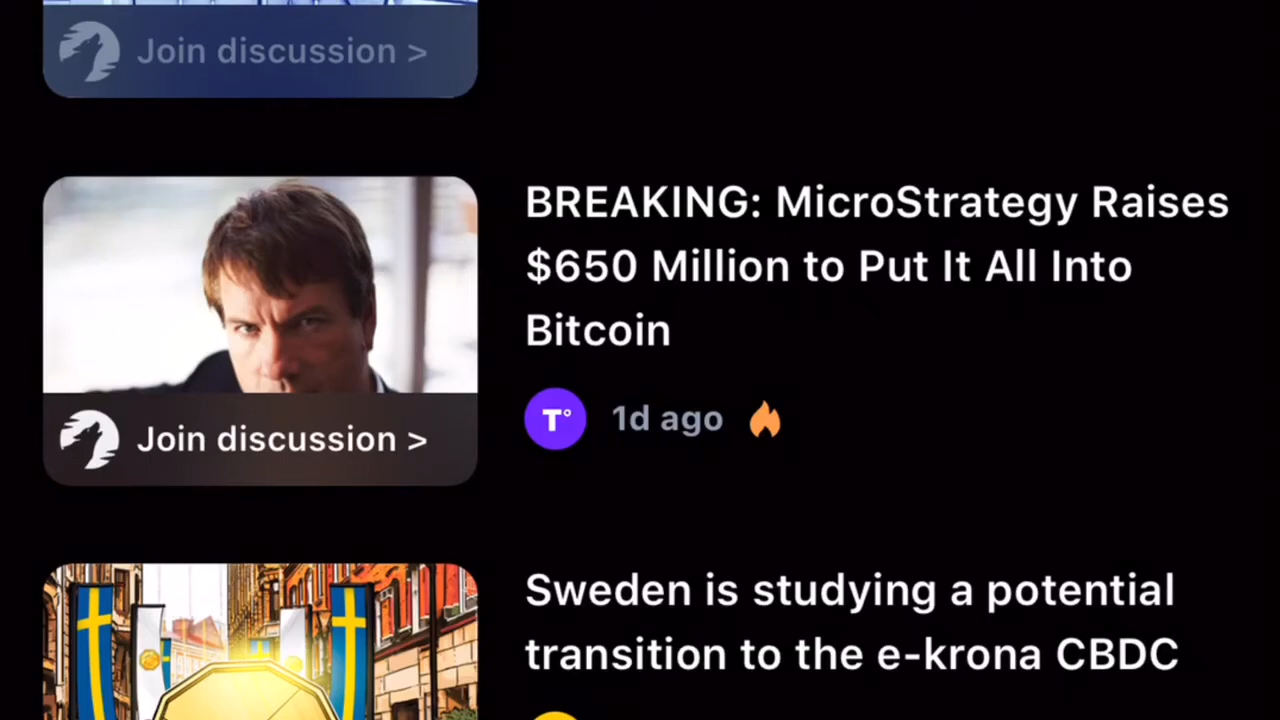 Join discussion >
BREAKING: MicroStrategy Raises
$650 Million to Put It All Into
Bitcoin
T°
1d ago
Join discussion >
Sweden is studying a potential
transition to the e-krona CBDC